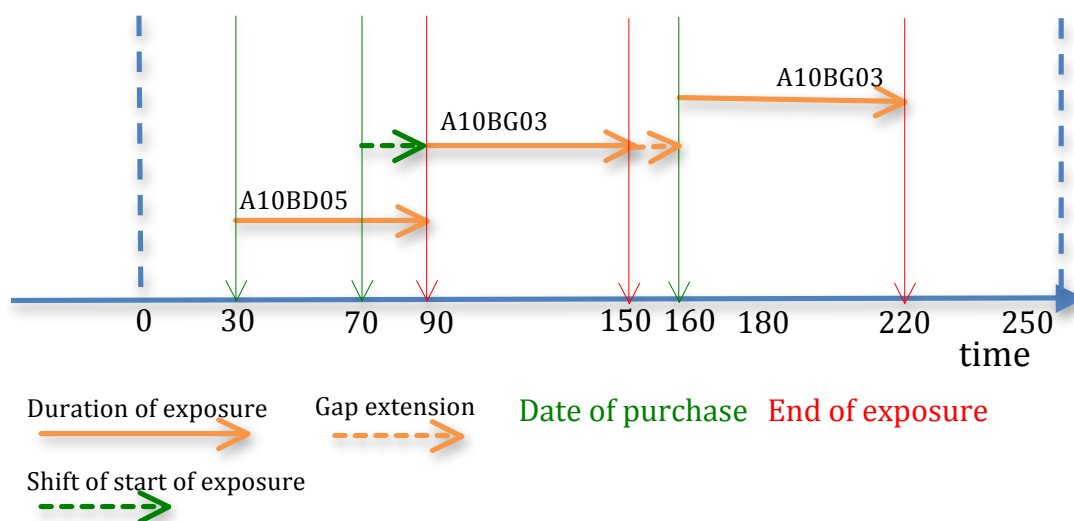 A10BG03
A10BG03
A10BD05
0 30 70 90 150 160 180 220 250
time
Duration of exposure Gap extension Date of purchase End of exposure
Shift of start of exposure